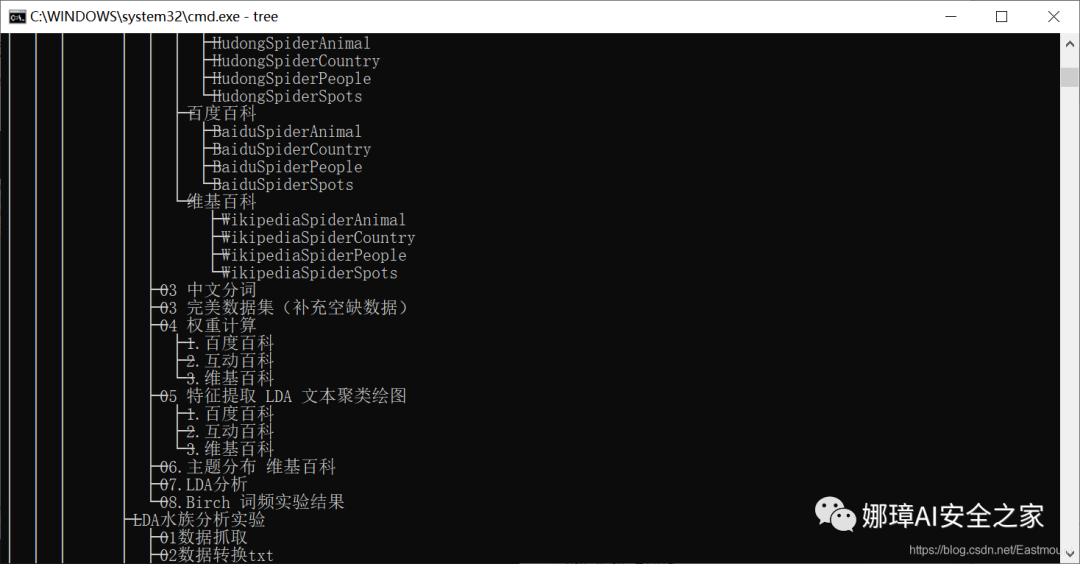 C:\WINDOWS\system32\cmd.exe - tree
HudongSpiderAnimal
HudongSpiderCountry
HudongSpiderPeople
HudongSpiderSpots
百度百科
BaiduSpiderAnimal
BaiduSpiderCountry
BaiduSpiderPeople
BaiduSpiderSpots
维基百科
WikipediaSpiderAnimal
WikipediaSpiderCountry
WikipediaSpiderPeople
WikipediaSpiderSpots
03 中文分词
03 完美数据集（补充空缺数据）
04 权重计算
1.百度百科
2.互动百科
3.维基百科
05 特征提取 LDA 文本聚类绘图
1.百度百科
2.互动百科
3.维基百科
06.主题分布 维基百科
07.LDA分析
08.Birch 词频实验结果
LDA水族分析实验
01数据抓取
02数据转换txt
娜璋AI安全之家
https://blog.csdn.net/Eastmou